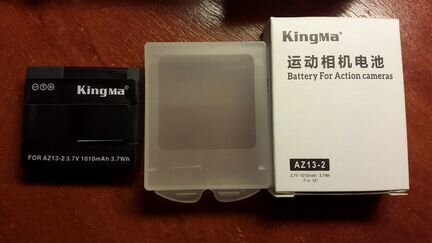 KingMa
FOR AZ13-2 3.7V 1010mAh 3.7Wh
KingMa
运动相机电池
Battery For Action cameras
AZ13-2
3.7V 1010mAh 3.7Wh
For Mi